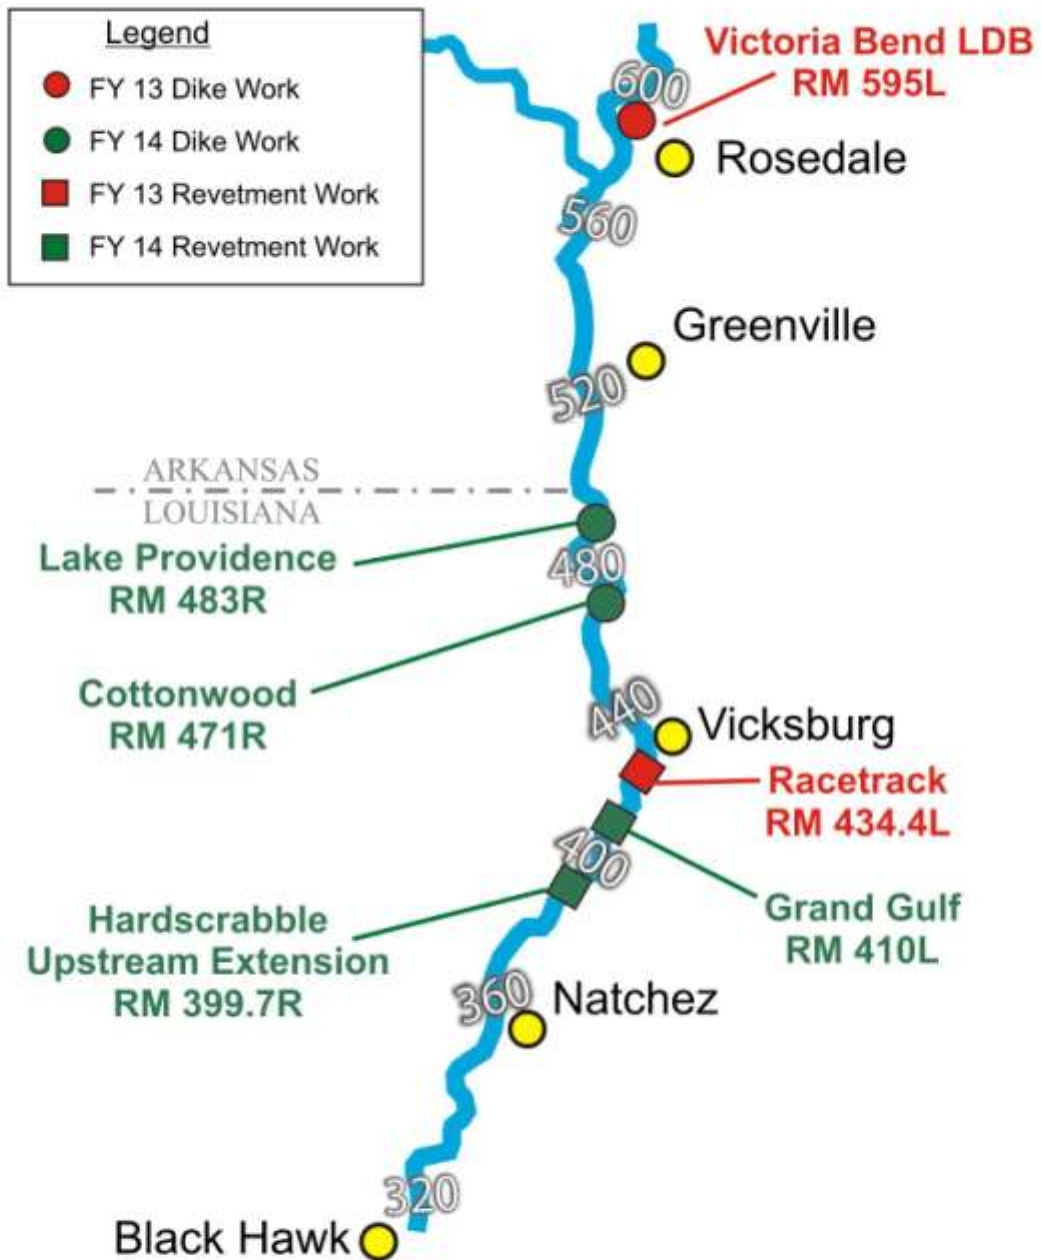 Legend
FY 13 Dike Work
FY 14 Dike Work
FY 13 Revetment Work
FY 14 Revetment Work
600
Victoria Bend LDB
RM 595L
Rosedale
560
Greenville
520
ARKANSAS
LOUISIANA
Lake Providence
RM 483R
480
Cottonwood
RM 471R
440
Vicksburg
Racetrack
RM 434.4L
400
Grand Gulf
RM 410L
Hardscrabble
Upstream Extension
RM 399.7R
360
Natchez
320
Black Hawk